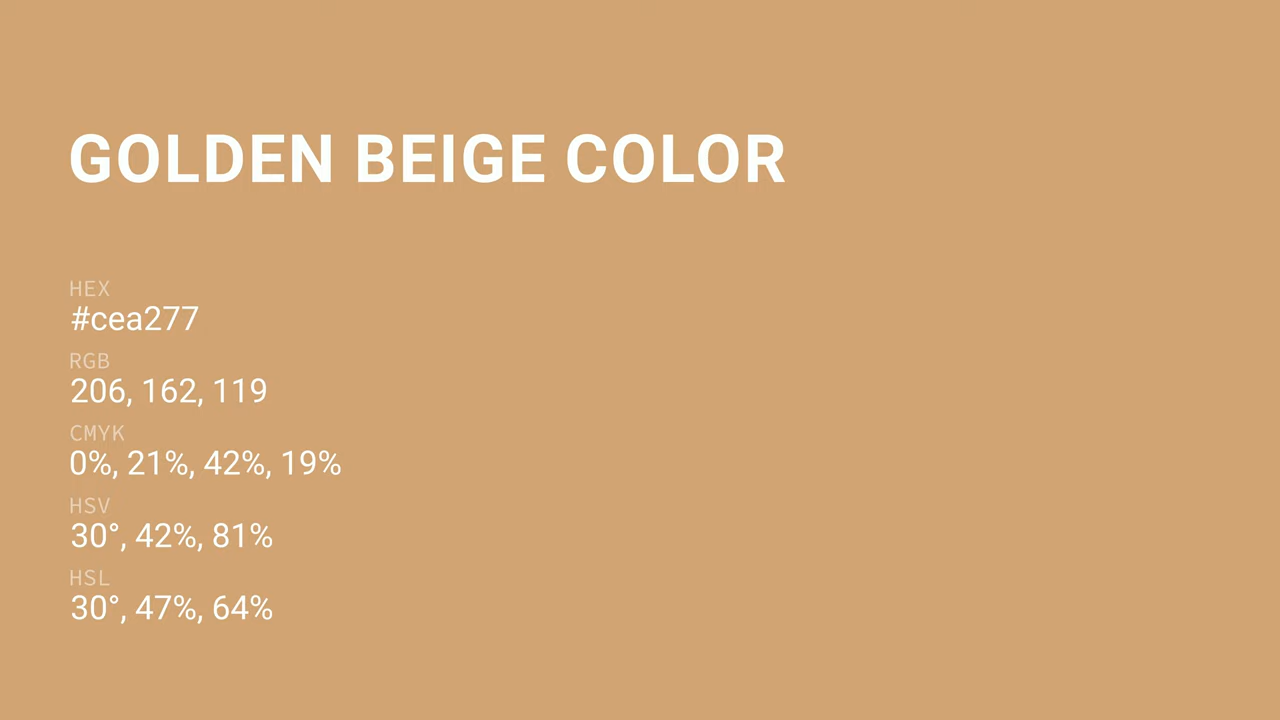 GOLDEN BEIGE COLOR
HEX
#cea277
RGB
206, 162, 119
CMYK
0%, 21%, 42%, 19%
HSV
30°, 42%, 81%
HSL
30°, 47%, 64%